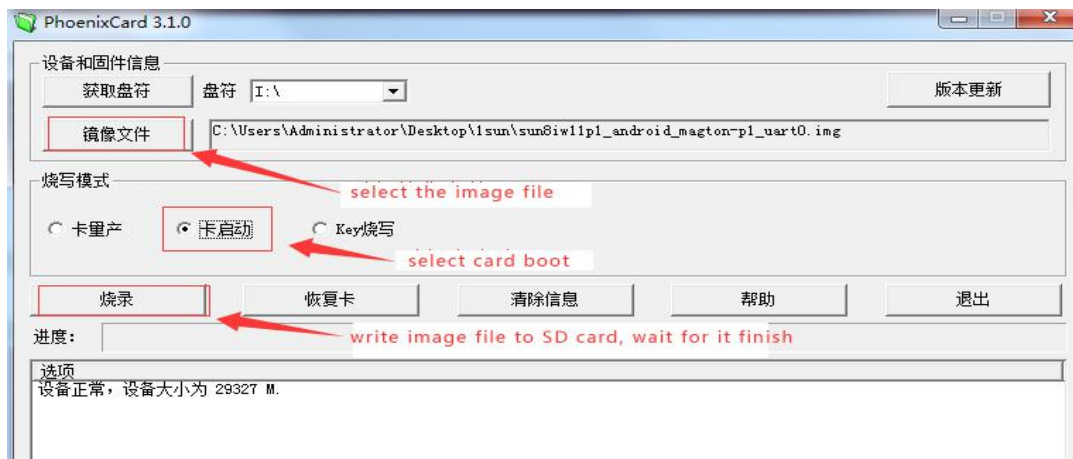 PhoenixCard 3.1.0
设备和固件信息
获取盘符 盘符 I:\ 版本更新
镜像文件 C:\Users\Administrator\Desktop\1sun\sun8iw11p1_android_magton-p1_uart0.img
烧写模式
select the image file
卡量产 卡启动 Key烧写
select card boot
烧录 恢复卡 清除信息 帮助 退出
进度:
write image file to SD card, wait for it finish
选项
设备正常，设备大小为 29327 M.